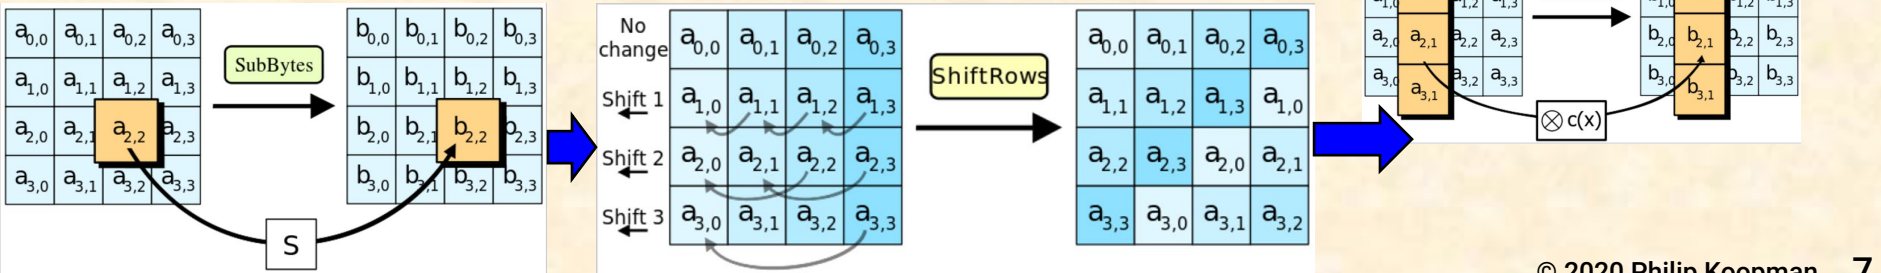 a0,0 a0,1 a0,2 a0,3
a1,0 a1,1 a1,2 a1,3
a2,0 a2,1 a2,2 a2,3
a3,0 a3,1 a3,2 a3,3
SubBytes
S
b0,0 b0,1 b0,2 b0,3
b1,0 b1,1 b1,2 b1,3
b2,0 b2,1 b2,2 b2,3
b3,0 b3,1 b3,2 b3,3
No
change
Shift 1
Shift 2
Shift 3
a0,0 a0,1 a0,2 a0,3
a1,0 a1,1 a1,2 a1,3
a2,0 a2,1 a2,2 a2,3
a3,0 a3,1 a3,2 a3,3
ShiftRows
a0,0 a0,1 a0,2 a0,3
a1,1 a1,2 a1,3 a1,0
a2,2 a2,3 a2,0 a2,1
a3,3 a3,0 a3,1 a3,2
a2,0 a2,1 a2,2 a2,3
a3,0 a3,1 a3,2 a3,3
⊗ c(x)
b2,0 b2,1 b2,2 b2,3
b3,0 b3,1 b3,2 b3,3
© 2020 Philip Koopman 7